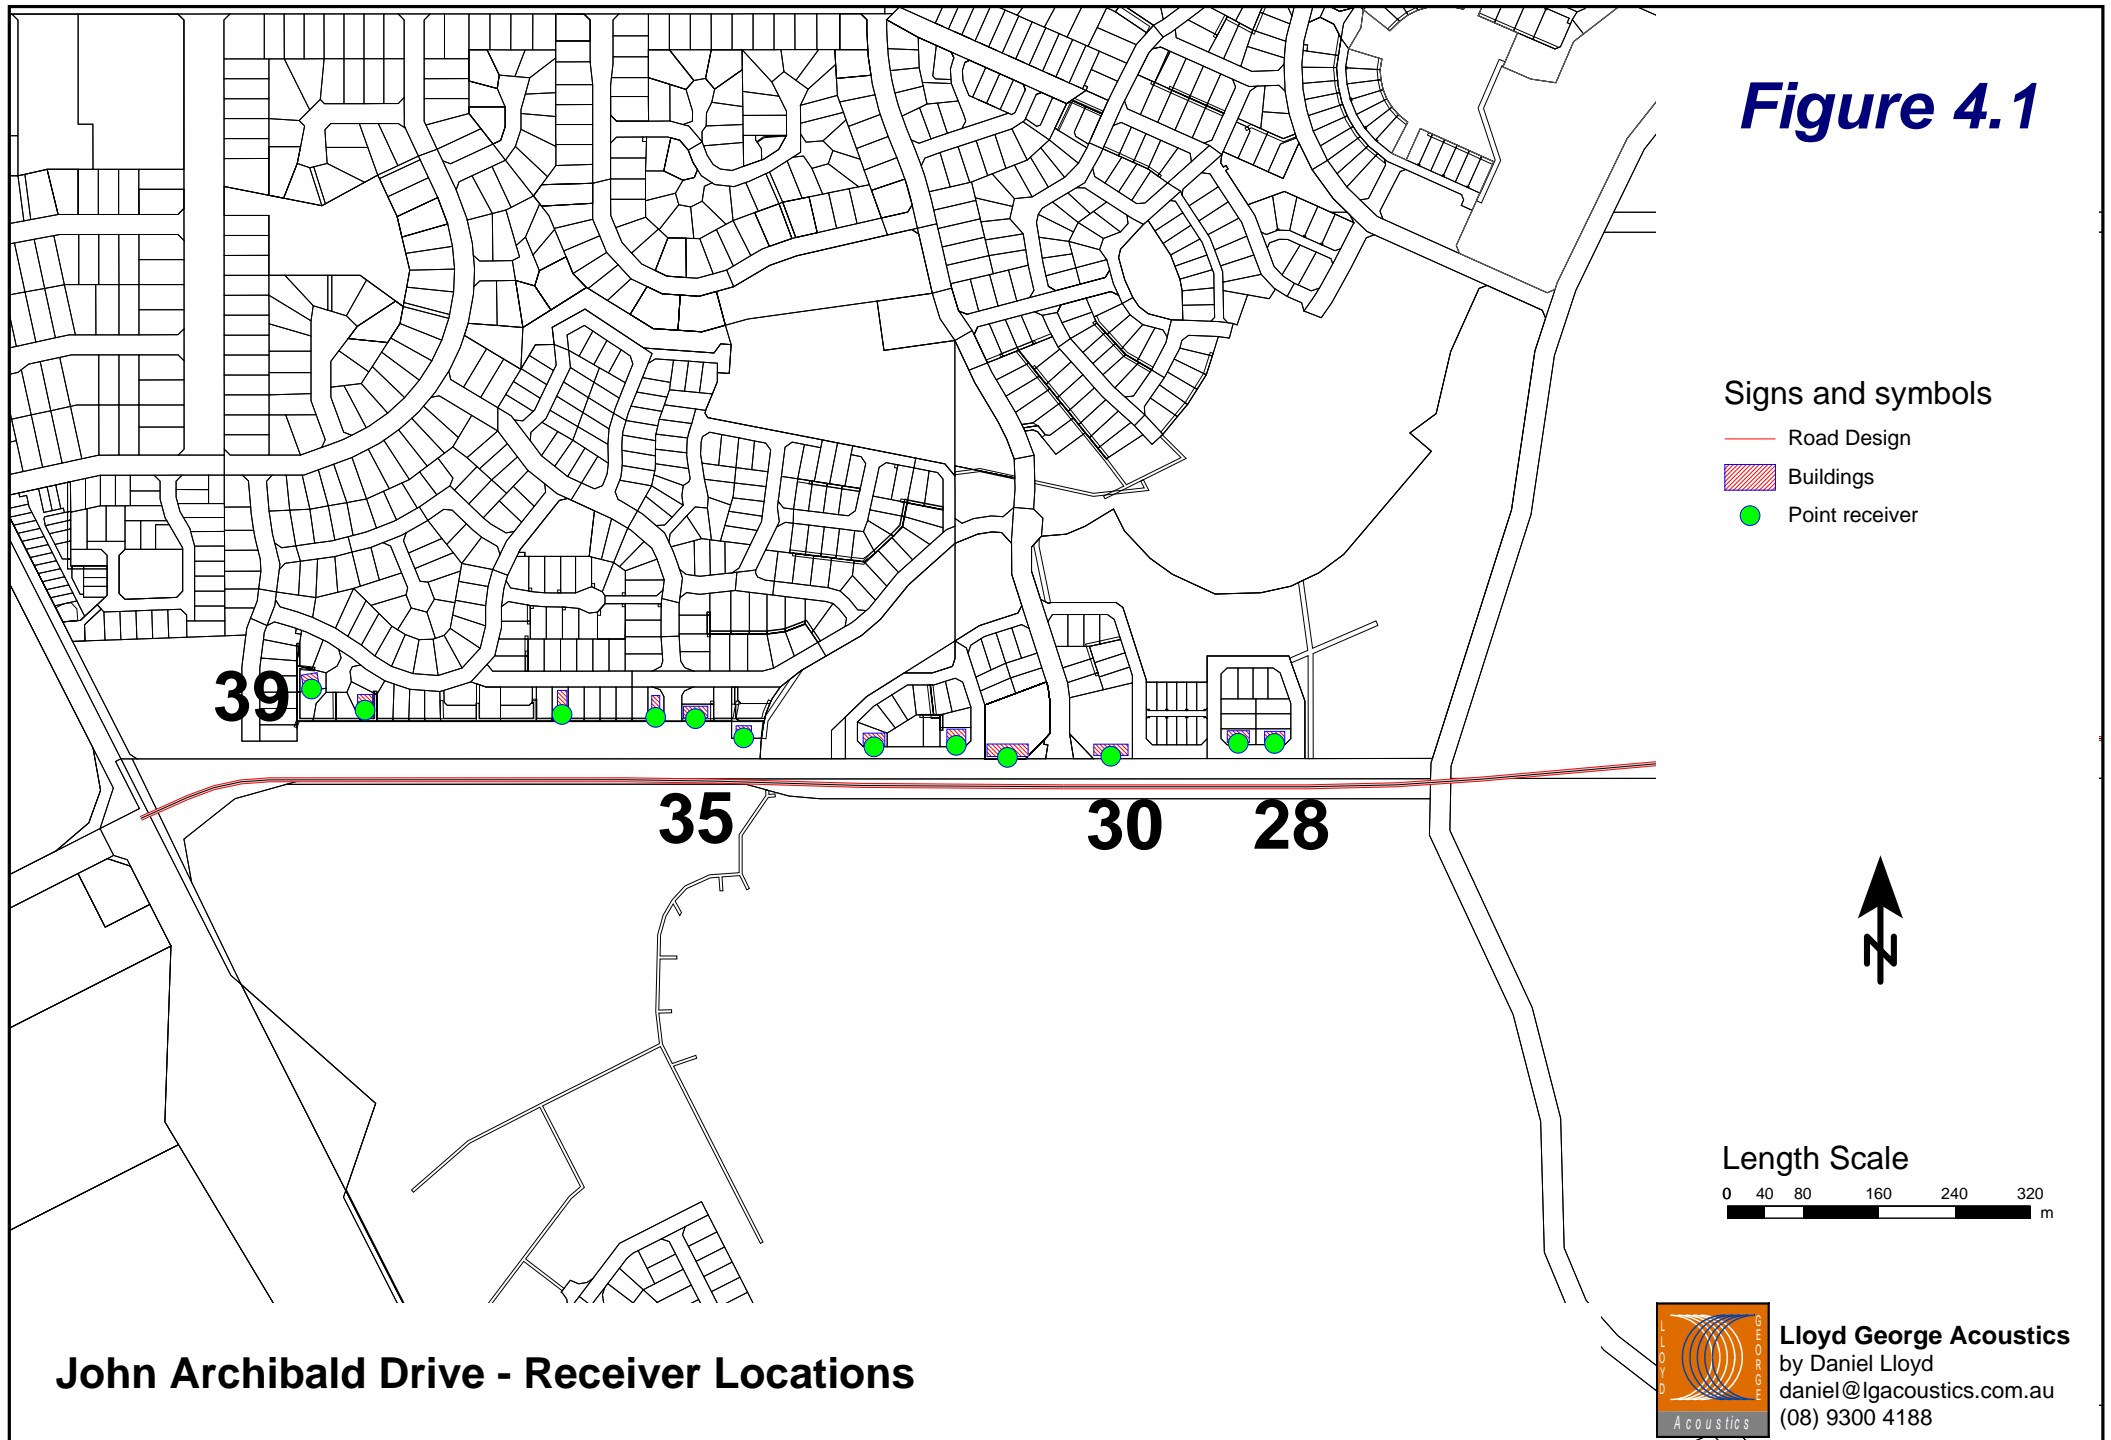 Figure 4.1
Signs and symbols
Road Design
Buildings
Point receiver
39
35
30
28
N
Length Scale
0 40 80 160 240 320
m
John Archibald Drive - Receiver Locations
LLOYD
GEORGE
Acoustics
Lloyd George Acoustics
by Daniel Lloyd
daniel@lgacoustics.com.au
(08) 9300 4188